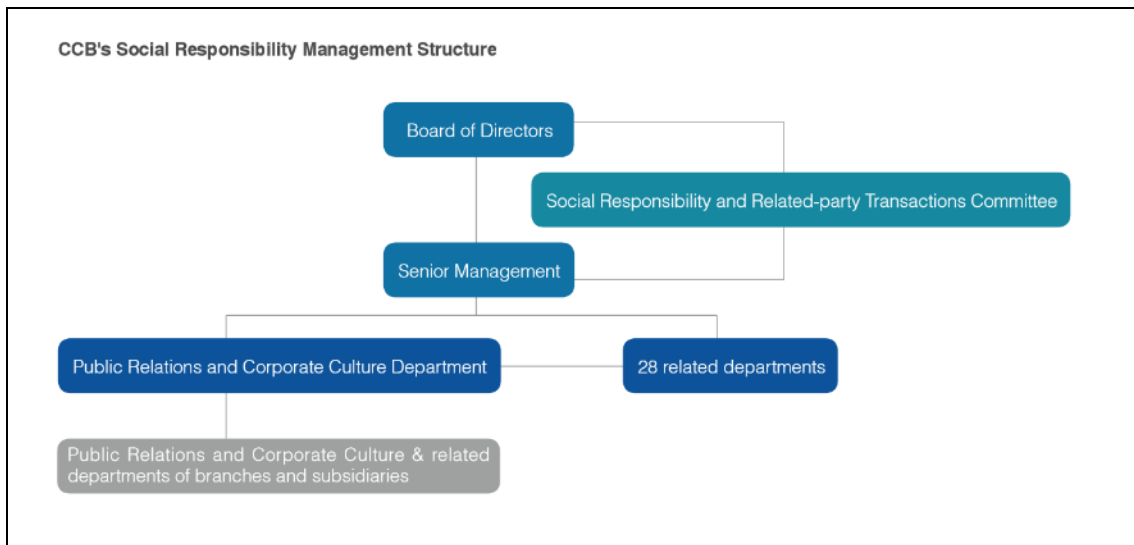 CCB's Social Responsibility Management Structure
Board of Directors
Social Responsibility and Related-party Transactions Committee
Senior Management
Public Relations and Corporate Culture Department
28 related departments
Public Relations and Corporate Culture & related
departments of branches and subsidiaries